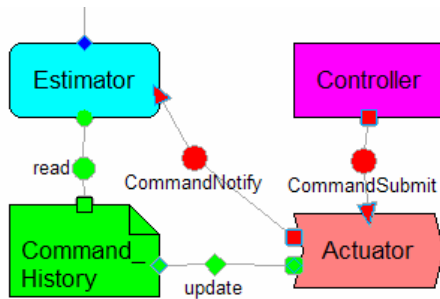 Estimator
Controller
read
CommandNotify
CommandSubmit
Command_
History
Actuator
update